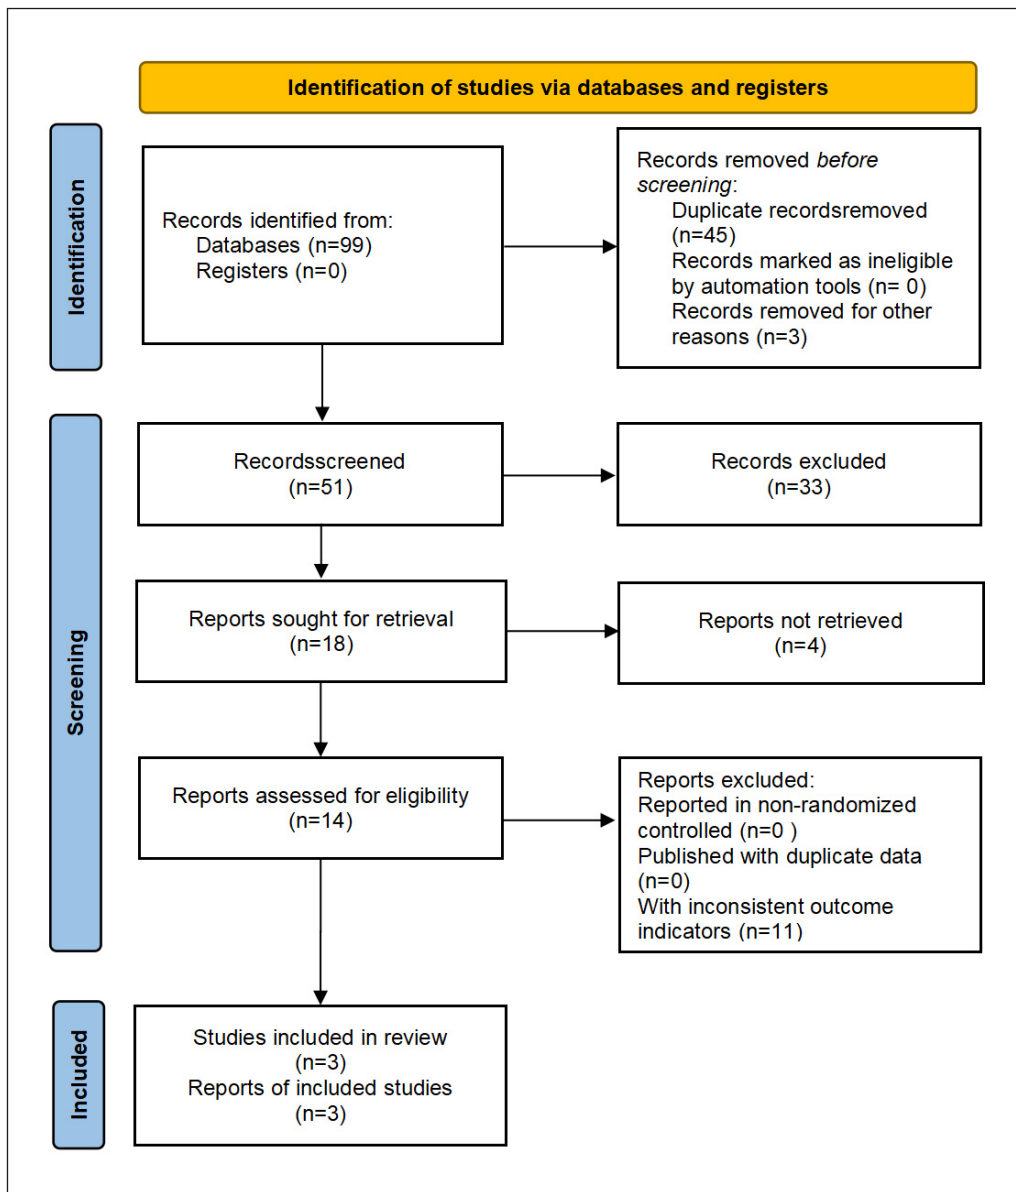 Identification of studies via databases and registers
Identification
Records identified from:
Databases (n=99)
Registers (n=0)
Records removed before
screening:
Duplicate recordsremoved
(n=45)
Records marked as ineligible
by automation tools (n= 0)
Records removed for other
reasons (n=3)
Screening
Recordsscreened
(n=51)
Records excluded
(n=33)
Reports sought for retrieval
(n=18)
Reports not retrieved
(n=4)
Reports assessed for eligibility
(n=14)
Reports excluded:
Reported in non-randomized
controlled (n=0 )
Published with duplicate data
(n=0)
With inconsistent outcome
indicators (n=11)
Included
Studies included in review
(n=3)
Reports of included studies
(n=3)